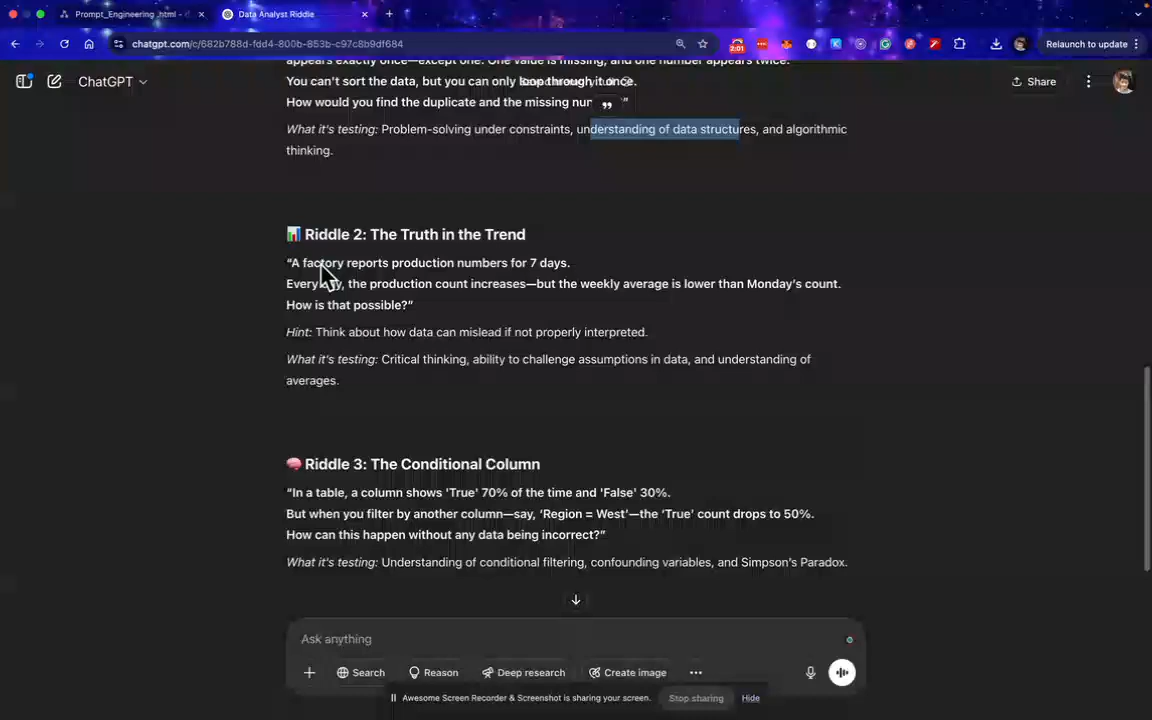 Prompt_Engineering .html - 
Data Analyst Riddle
chatgpt.com/c/682b788d-fdd4-800b-853b-c97c8b9df684
2:01
Relaunch to update
ChatGPT
Share
appears exactly once—except one. One value is missing, and one number appears twice.
You can't sort the data, but you can only loop through it once.
How would you find the duplicate and the missing
What it's testing: Problem-solving under constraints, understanding of data structures, and algorithmic
thinking.
Riddle 2: The Truth in the Trend
“A factory reports production numbers for 7 days.
the production count increases—but the weekly average is lower than Monday's count.
How is that possible?”
Hint: Think about how data can mislead if not properly interpreted.
What it's testing: Critical thinking, ability to challenge assumptions in data, and understanding of
averages.
Riddle 3: The Conditional Column
“In a table, a column shows 'True' 70% of the time and 'False' 30%.
But when you filter by another column—say, ‘Region = West’—the ‘True’ count drops to 50%.
How can this happen without any data being incorrect?”
What it's testing: Understanding of conditional filtering, confounding variables, and Simpson's Paradox.
Ask anything
Search
Reason
Deep research
Create image
Awesome Screen Recorder & Screenshot is sharing your screen.
Stop sharing
Hide